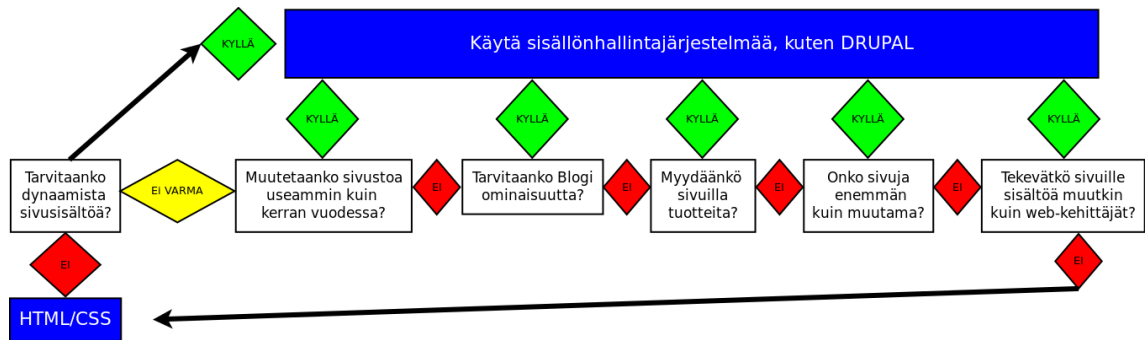 KYLLÄ
Käytä sisällönhallintajärjestelmää, kuten DRUPAL
KYLLÄ
KYLLÄ
KYLLÄ
KYLLÄ
KYLLÄ
Tarvitaanko
dynaamista
sivusisältöä?
Ei VARMA
Muutetaanko sivustoa
useammin kuin
kerran vuodessa?
EI
Tarvitaanko Blogi
ominaisuutta?
EI
Myydäänkö
sivuilla
tuotteita?
EI
Onko sivuja
enemmän
kuin muutama?
EI
Tekevätkö sivuille
sisältöä muutkin
kuin web-kehittäjät?
EI
EI
HTML/CSS